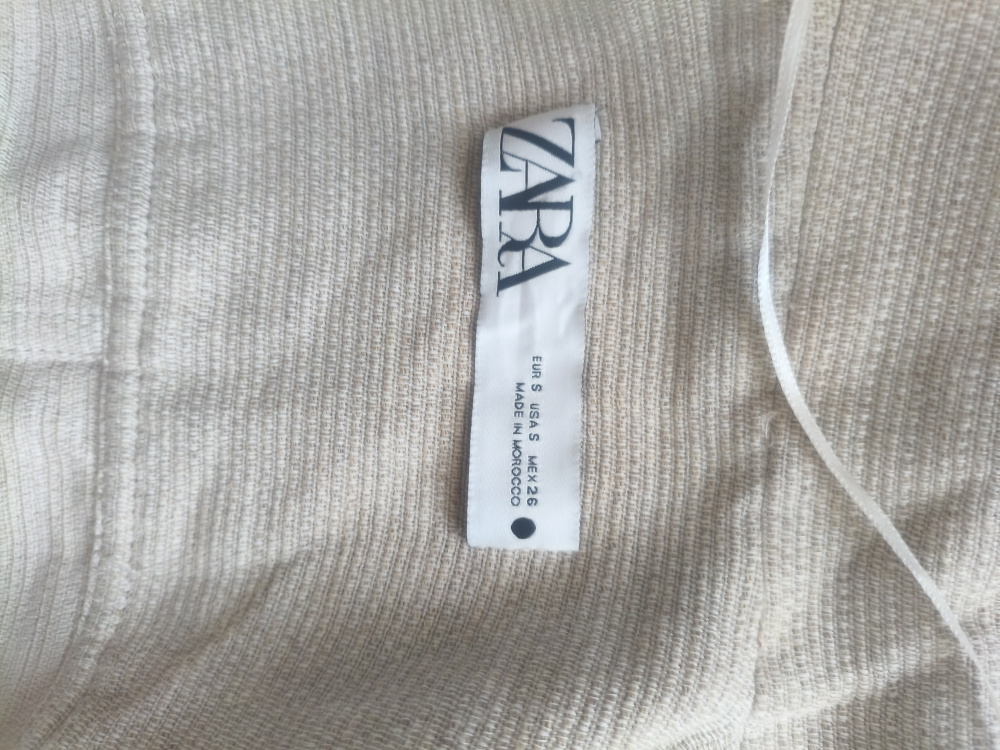 ZARA
EUR S USA S MEX 26
MADE IN MOROCCO